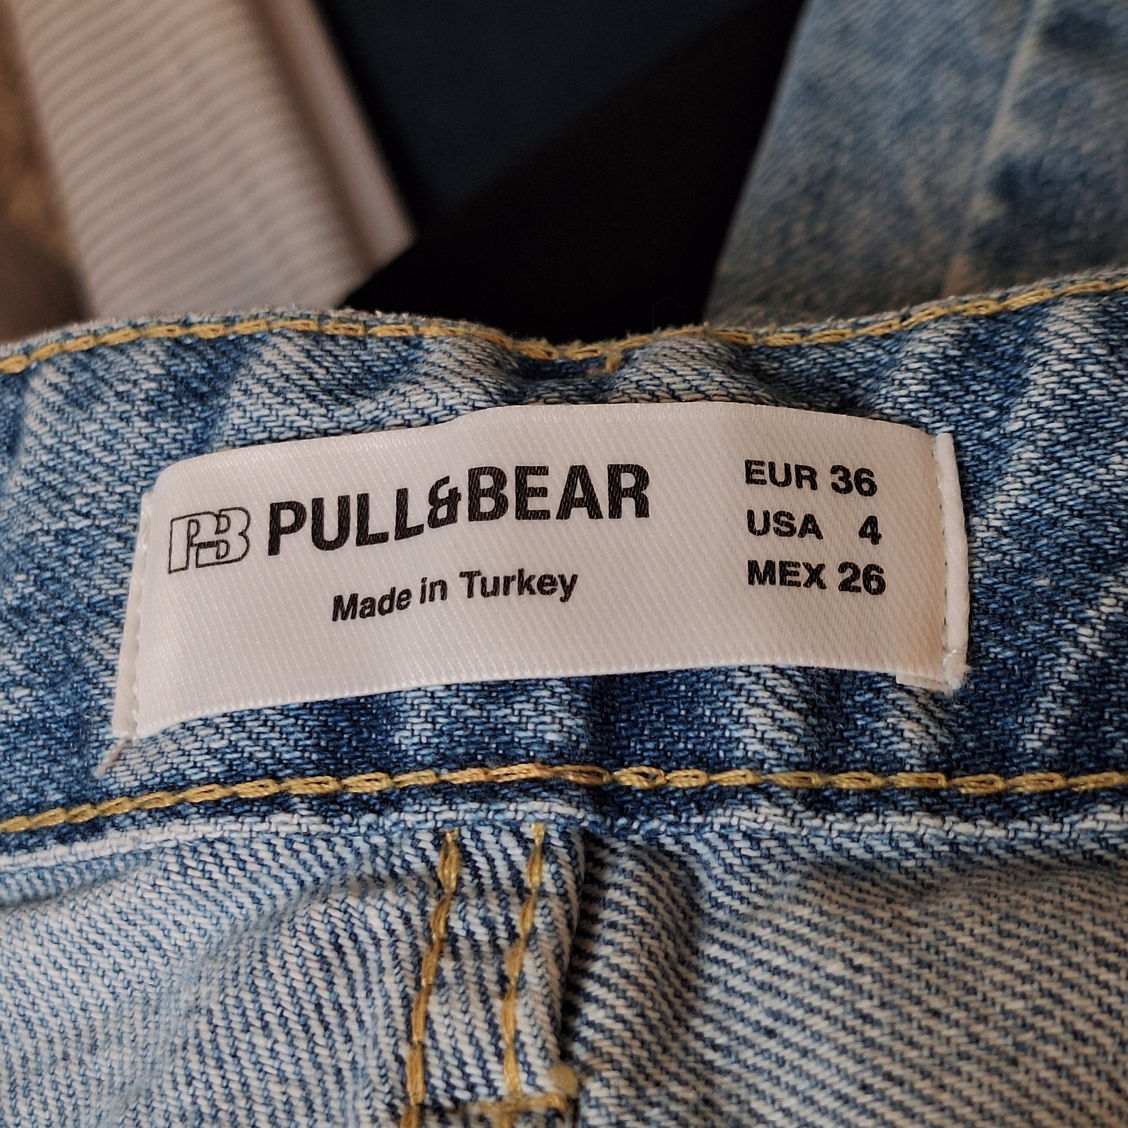 PB PULL&BEAR
Made in Turkey
EUR 36
USA 4
MEX 26